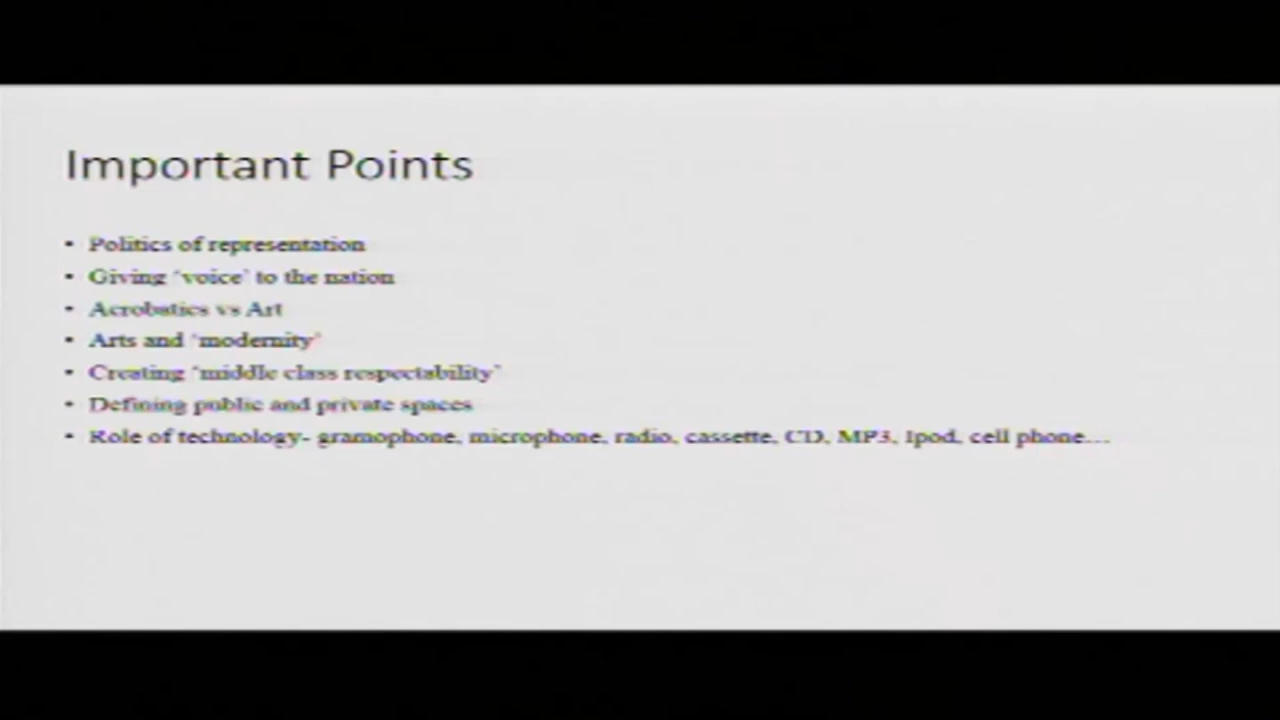 Important Points
• Politics of representation
• Giving ‘voice’ to the nation
• Acrobatics vs Art
• Arts and ‘modernity’
• Creating ‘middle class respectability’
• Defining public and private spaces
• Role of technology- gramophone, microphone, radio, cassette, CD, MP3, Ipod, cell phone…